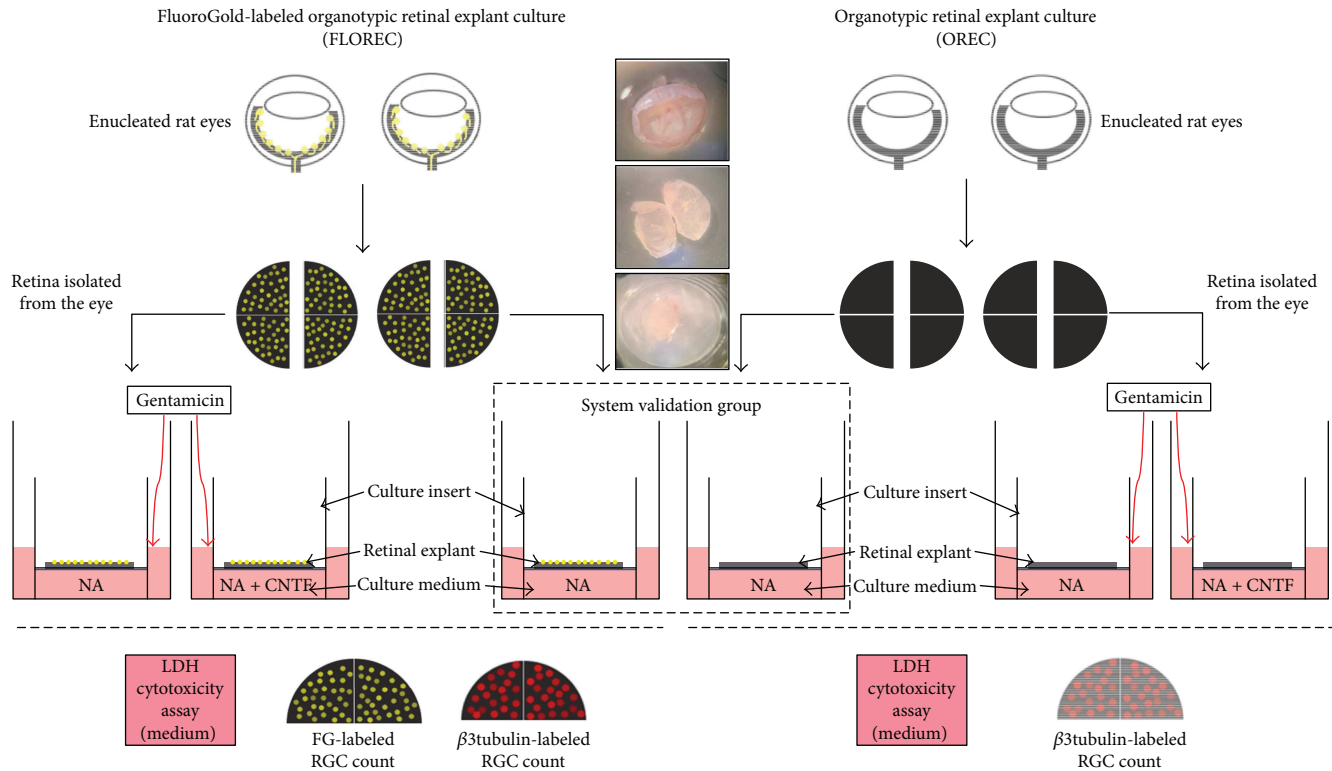 FluoroGold-labeled organotypic retinal explant culture
(FLOREC)
Organotypic retinal explant culture
(OREC)
Enucleated rat eyes
Enucleated rat eyes
Retina isolated
from the eye
Retina isolated
from the eye
Gentamicin
System validation group
Gentamicin
Culture insert
Culture insert
Retinal explant
Retinal explant
NA
NA + CNTF
Culture medium
NA
NA
Culture medium
NA
NA + CNTF
LDH
cytotoxicity
assay
(medium)
FG-labeled
RGC count
β3tubulin-labeled
RGC count
LDH
cytotoxicity
assay
(medium)
β3tubulin-labeled
RGC count